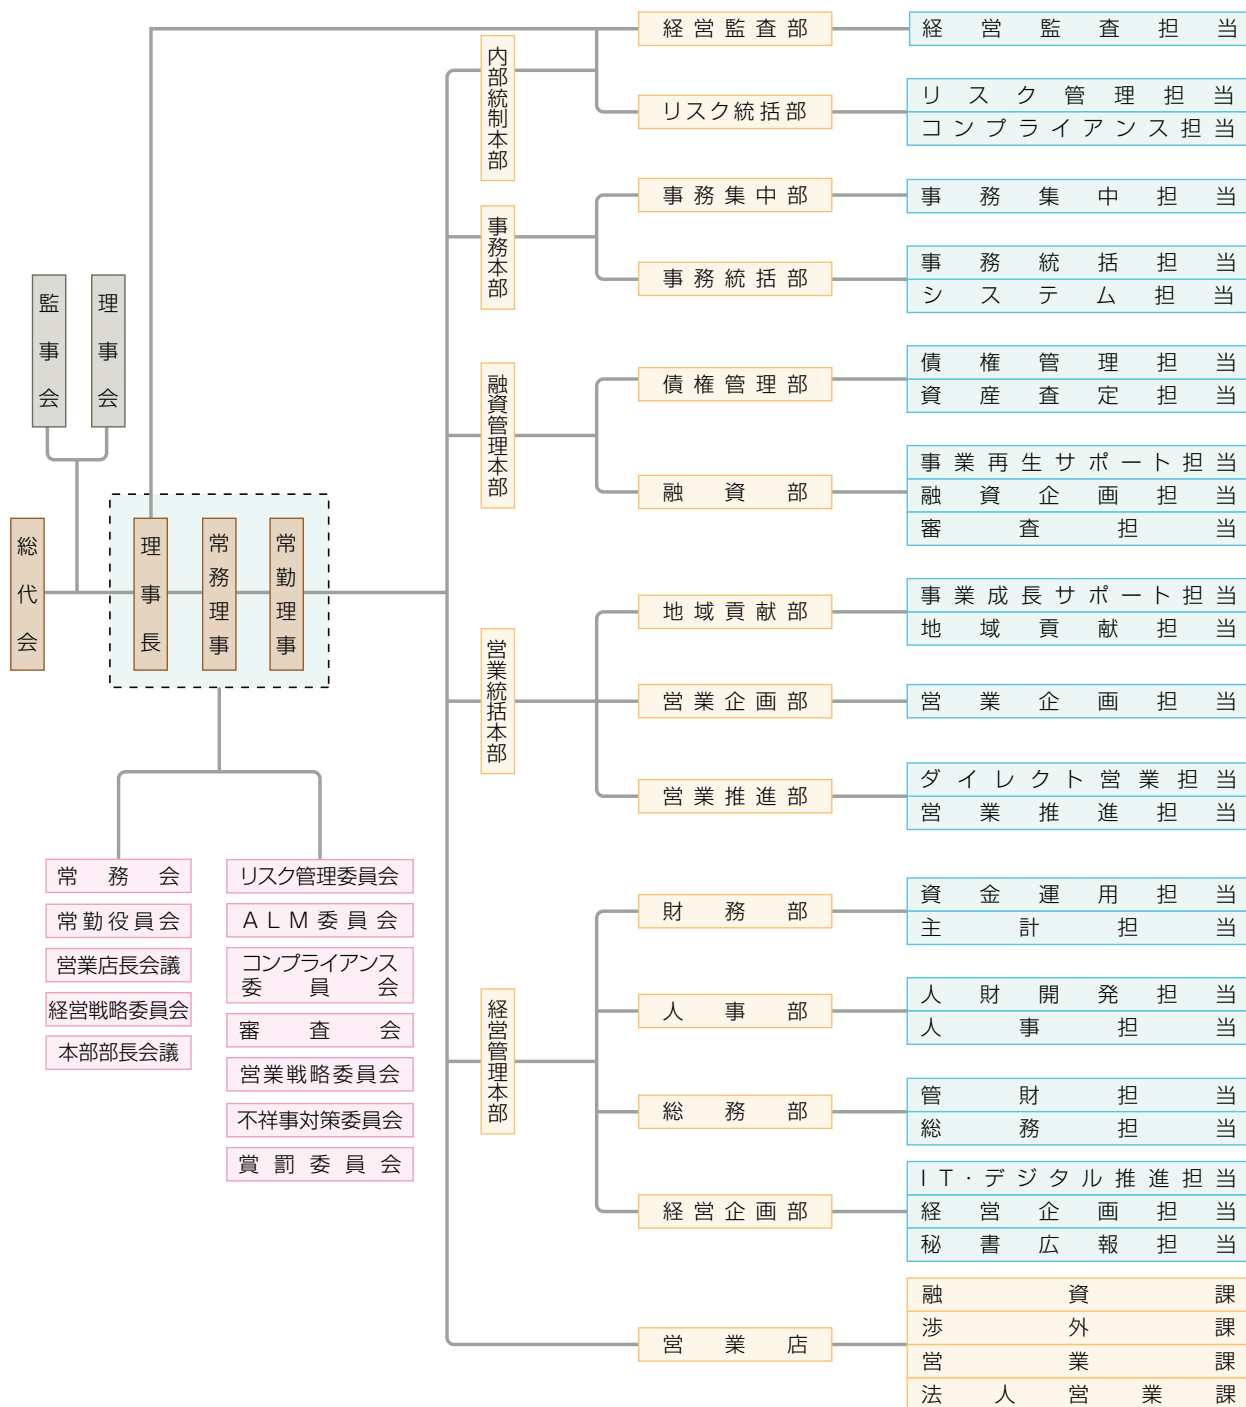 監事会
理事会
総代会
理事長
常務理事
常勤理事
常務会
常勤役員会
営業店長会議
経営戦略委員会
本部部長会議
リスク管理委員会
ALM委員会
コンプライアンス
委員会
審査会
営業戦略委員会
不祥事対策委員会
賞罰委員会
内部統制本部
経営監査部
経営監査担当
リスク統括部
リスク管理担当
コンプライアンス担当
事務本部
事務集中部
事務集中担当
事務統括部
事務統括担当
システム担当
融資管理本部
債権管理部
債権管理担当
資産査定担当
融資部
事業再生サポート担当
融資企画担当
審査担当
営業統括本部
地域貢献部
事業成長サポート担当
地域貢献担当
営業企画部
営業企画担当
営業推進部
ダイレクト営業担当
営業推進担当
経営管理本部
財務部
資金運用担当
主計担当
人事部
人財開発担当
人事担当
総務部
管財担当
総務担当
経営企画部
IT・デジタル推進担当
経営企画担当
秘書広報担当
営業店
融資課
渉外課
営業課
法人営業課